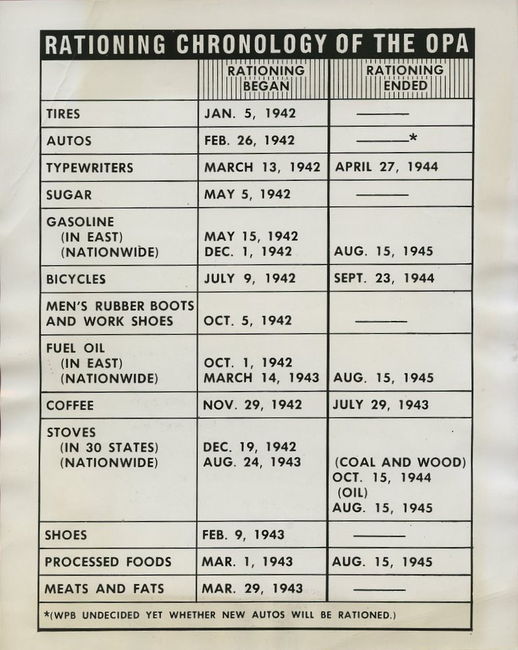 RATIONING CHRONOLOGY OF THE OPA
RATIONING BEGAN RATIONING ENDED
TIRES JAN. 5, 1942 ———
AUTOS FEB. 26, 1942 ———*
TYPEWRITERS MARCH 13, 1942 APRIL 27, 1944
SUGAR MAY 5, 1942 ———
GASOLINE
(IN EAST) MAY 15, 1942
(NATIONWIDE) DEC. 1, 1942 AUG. 15, 1945
BICYCLES JULY 9, 1942 SEPT. 23, 1944
MEN'S RUBBER BOOTS
AND WORK SHOES OCT. 5, 1942 ———
FUEL OIL
(IN EAST) OCT. 1, 1942
(NATIONWIDE) MARCH 14, 1943 AUG. 15, 1945
COFFEE NOV. 29, 1942 JULY 29, 1943
STOVES
(IN 30 STATES) DEC. 19, 1942
(NATIONWIDE) AUG. 24, 1943 (COAL AND WOOD)
OCT. 15, 1944
(OIL)
AUG. 15, 1945
SHOES FEB. 9, 1943 ———
PROCESSED FOODS MAR. 1, 1943 AUG. 15, 1945
MEATS AND FATS MAR. 29, 1943 ———
*(WPB UNDECIDED YET WHETHER NEW AUTOS WILL BE RATIONED.)